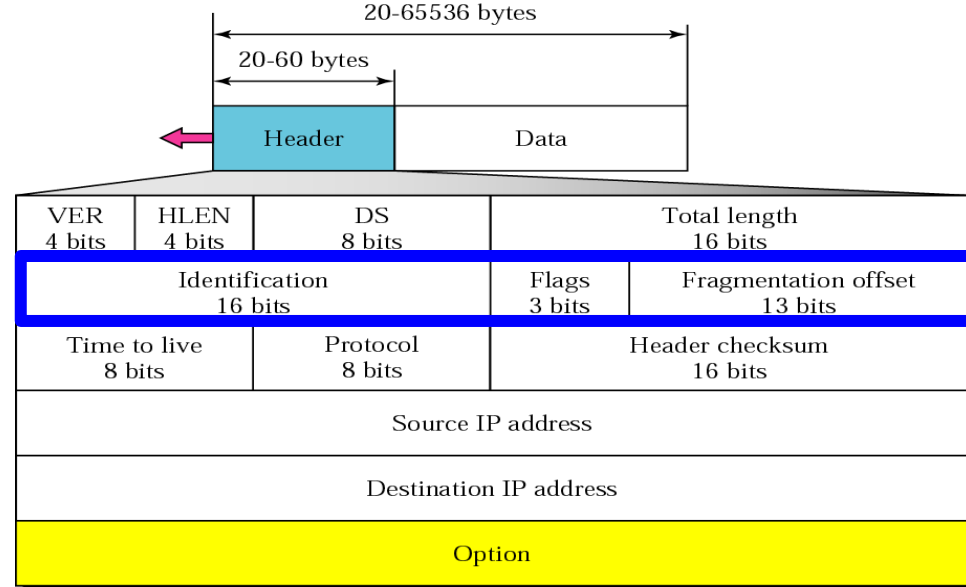 20-65536 bytes
20-60 bytes
Header
Data
VER
4 bits
HLEN
4 bits
DS
8 bits
Total length
16 bits
Identification
16 bits
Flags
3 bits
Fragmentation offset
13 bits
Time to live
8 bits
Protocol
8 bits
Header checksum
16 bits
Source IP address
Destination IP address
Option